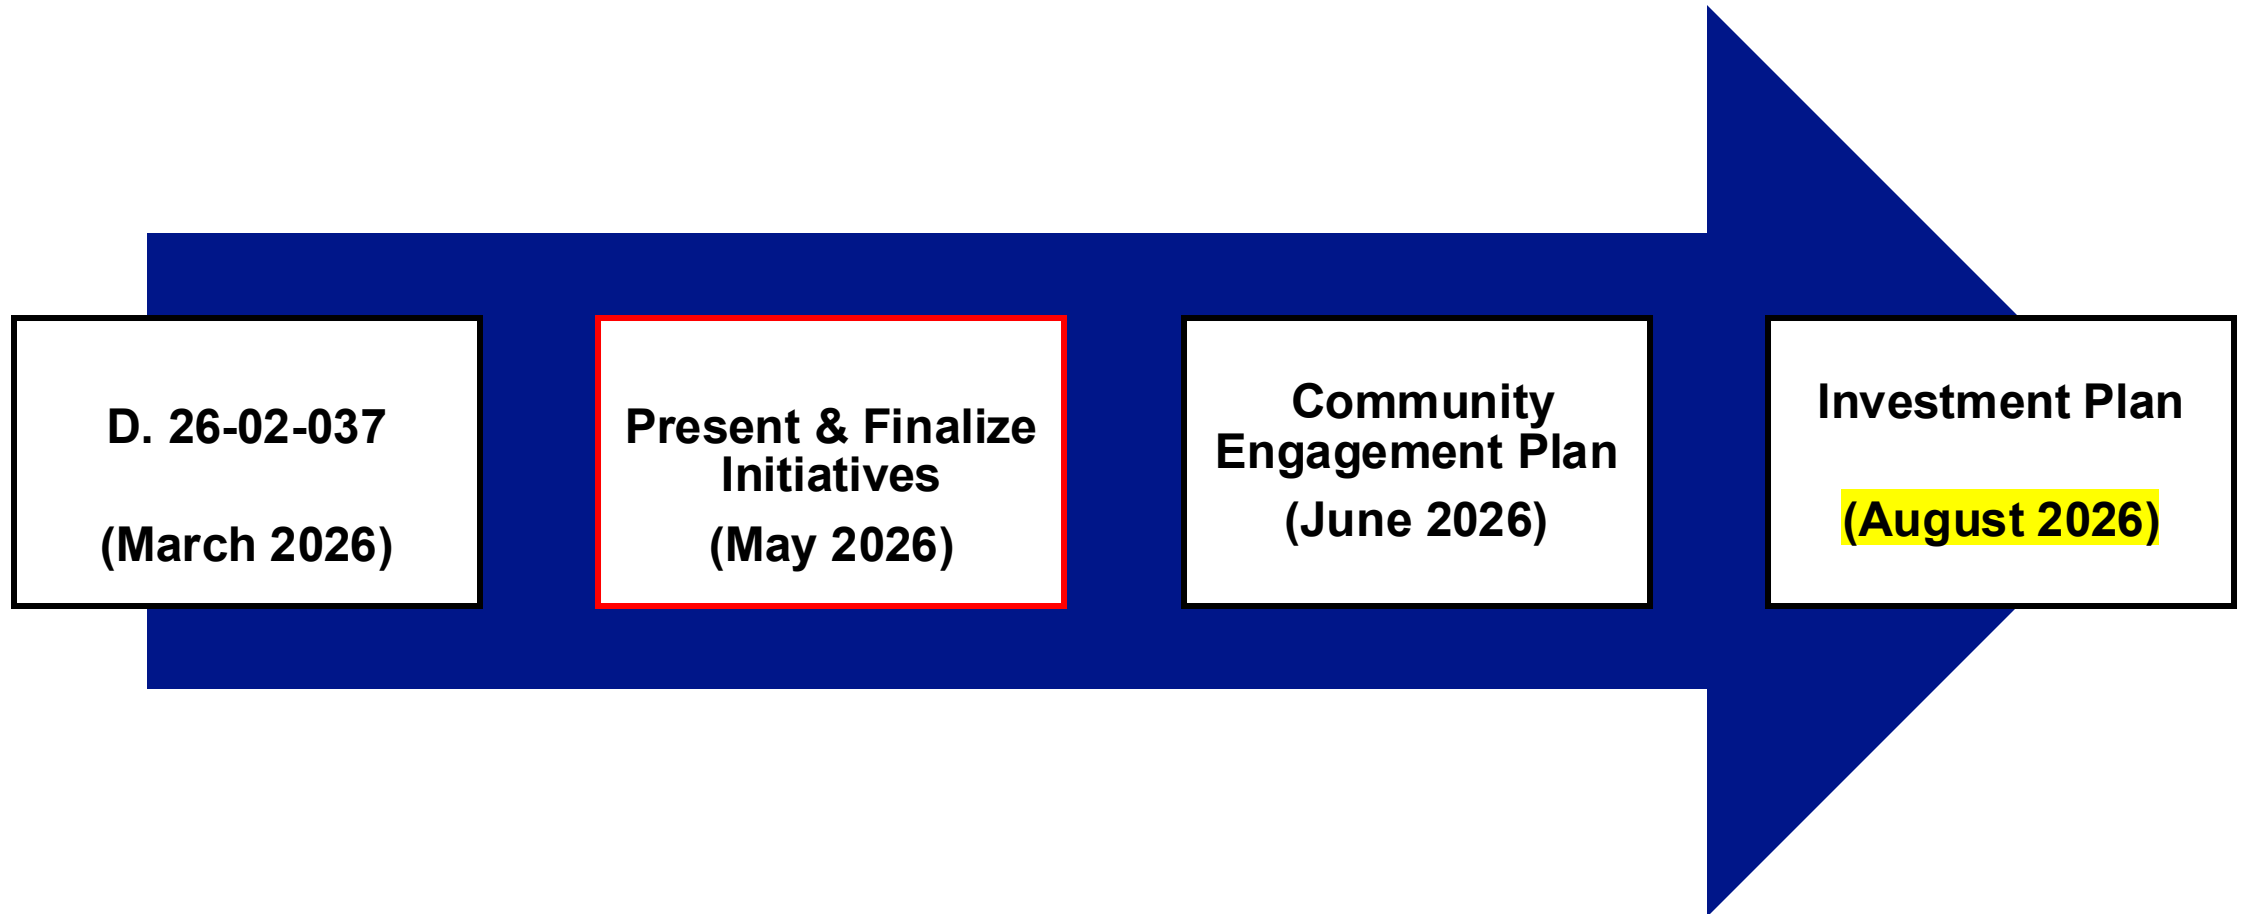 D. 26-02-037
(March 2026)
Present & Finalize
Initiatives
(May 2026)
Community
Engagement Plan
(June 2026)
Investment Plan
(August 2026)